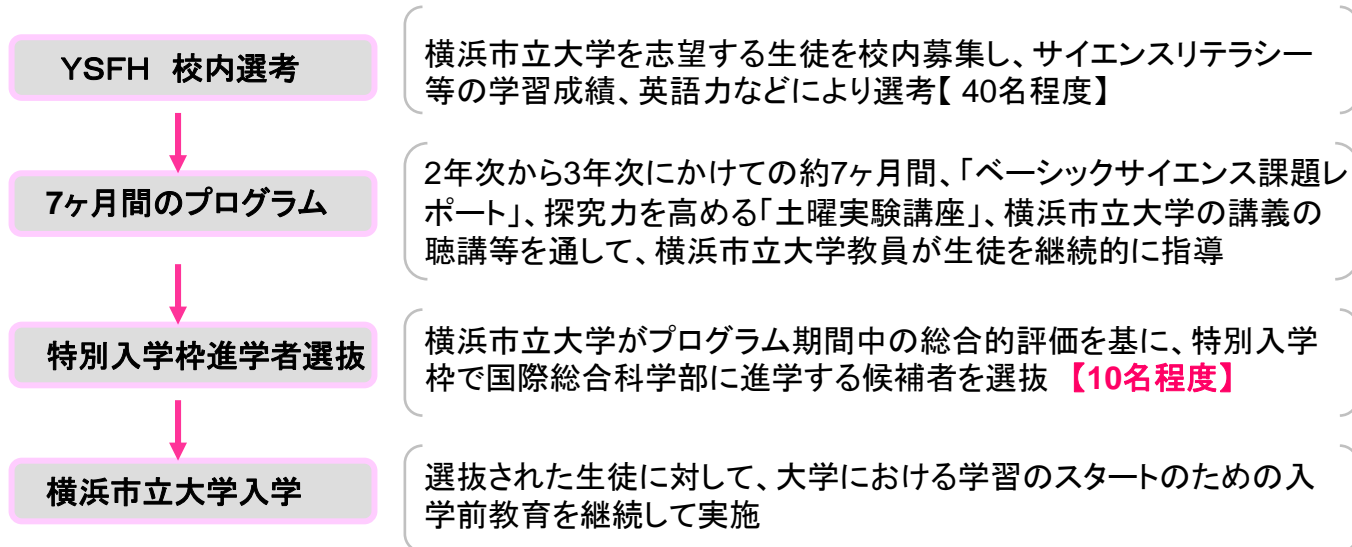 YSFH 校内選考
横浜市立大学を志望する生徒を校内募集し、サイエンスリテラシー
等の学習成績、英語力などにより選考【 40名程度】
7ヶ月間のプログラム
2年次から3年次にかけての約7ヶ月間、「ベーシックサイエンス課題レ
ポート」、探究力を高める「土曜実験講座」、横浜市立大学の講義の
聴講等を通して、横浜市立大学教員が生徒を継続的に指導
特別入学枠進学者選抜
横浜市立大学がプログラム期間中の総合的評価を基に、特別入学
枠で国際総合科学部に進学する候補者を選抜 【10名程度】
横浜市立大学入学
選抜された生徒に対して、大学における学習のスタートのための入
学前教育を継続して実施